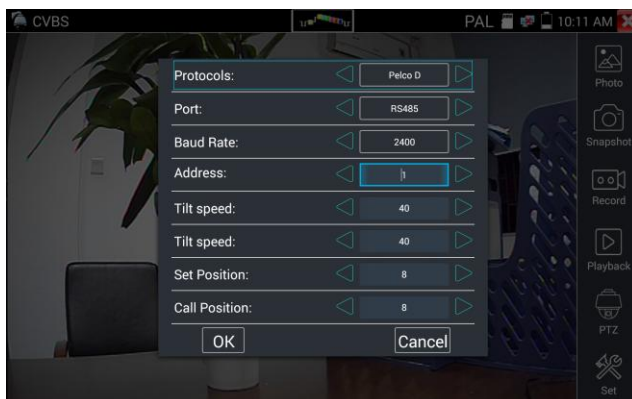 CVBS PAL 10:11 AM
Protocols: Pelco D
Photo
Port: RS485
Snapshot
Baud Rate: 2400
Address: 1
Record
Tilt speed: 40
Tilt speed: 40
Playback
Set Position: 8
Call Position: 8
PTZ
OK Cancel
Set